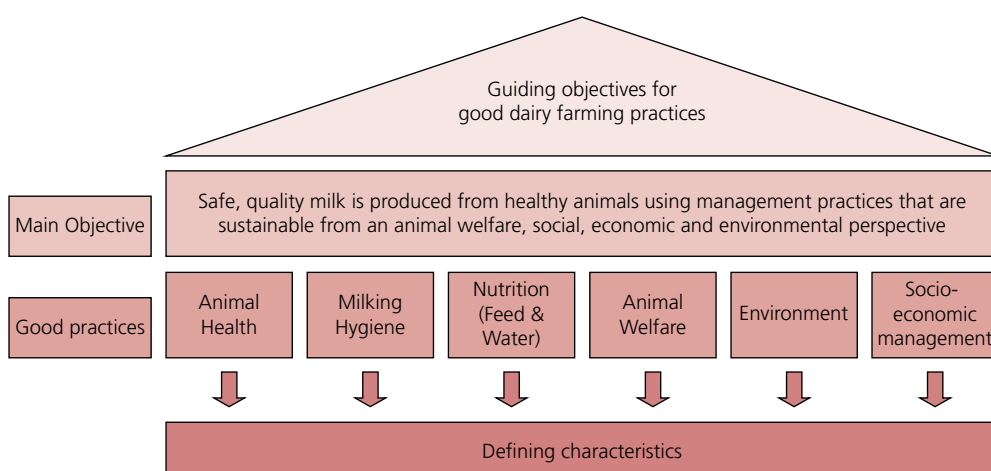 Guiding objectives for
good dairy farming practices
Main Objective
Safe, quality milk is produced from healthy animals using management practices that are
sustainable from an animal welfare, social, economic and environmental perspective
Good practices
Animal
Health
Milking
Hygiene
Nutrition
(Feed &
Water)
Animal
Welfare
Environment
Socio-
economic
management
Defining characteristics